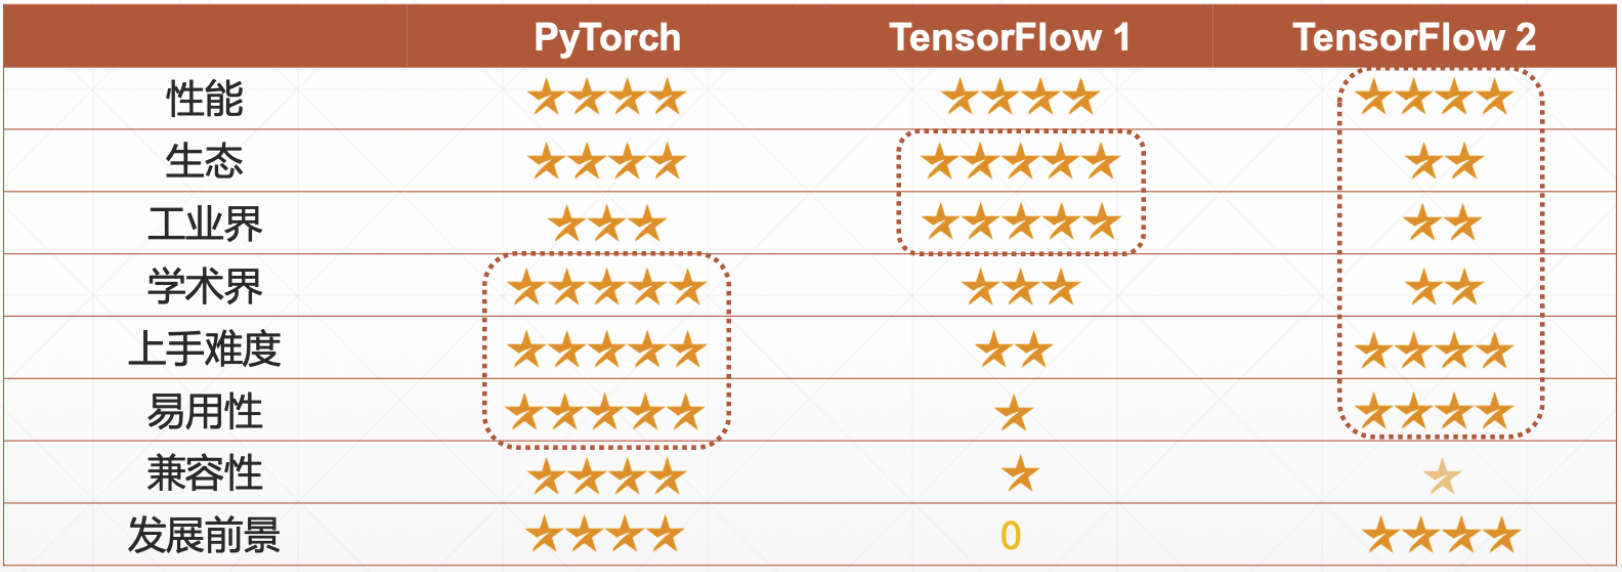 PyTorch TensorFlow 1 TensorFlow 2
性能
生态
工业界
学术界
上手难度
易用性
兼容性
发展前景 0